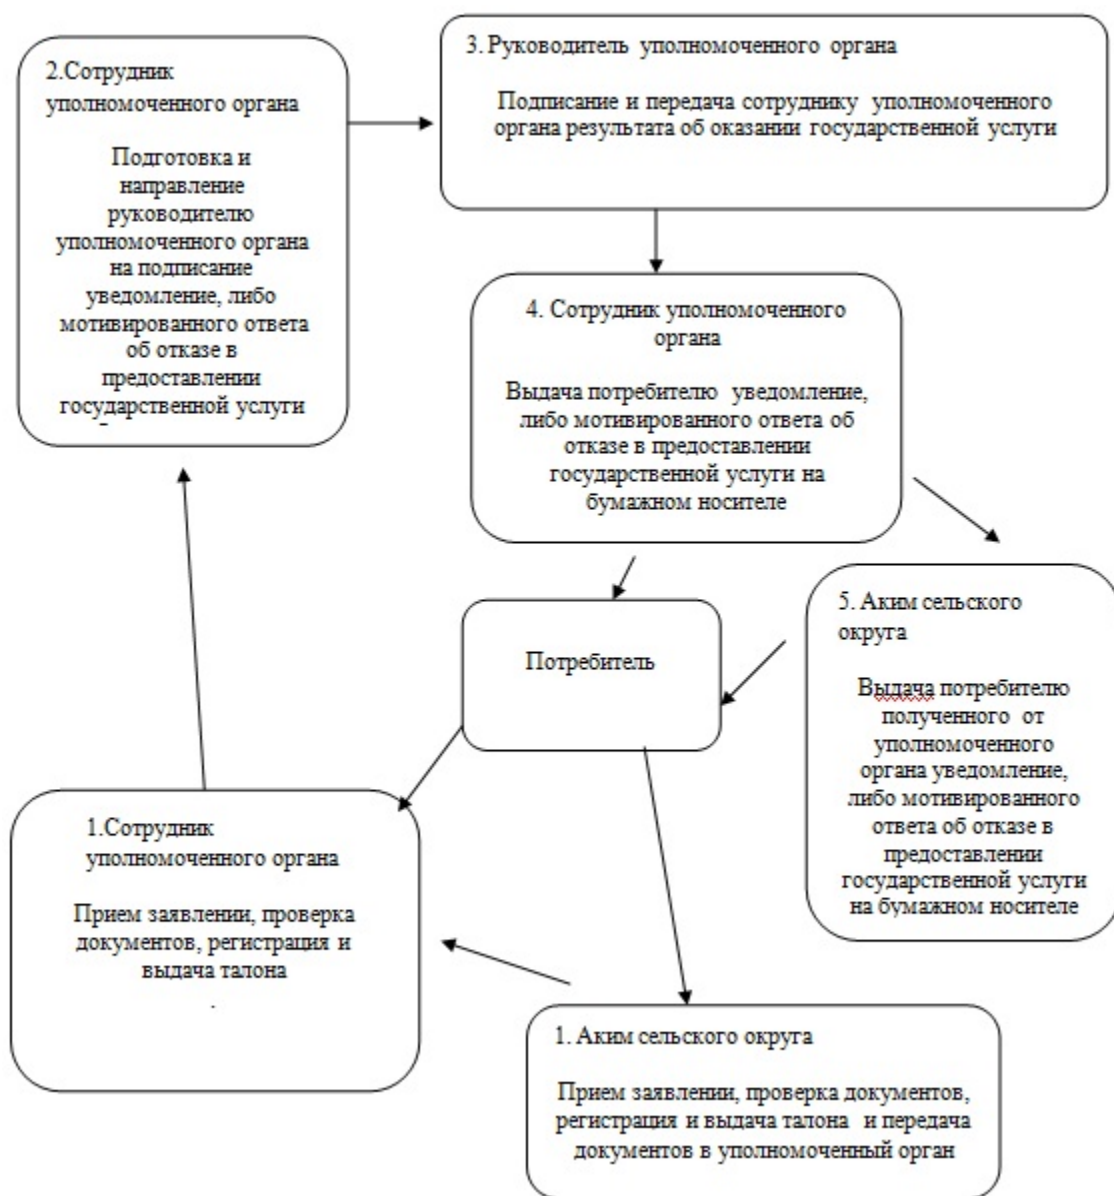 2.Сотрудник
уполномоченного органа
Подготовка и
направление
руководителю
уполномоченного органа
на подписание
уведомление, либо
мотивированного ответа
об отказе в
предоставлении
государственной услуги
3. Руководитель уполномоченного органа
Подписание и передача сотруднику уполномоченного
органа результата об оказании государственной услуги
4. Сотрудник уполномоченного
органа
Выдача потребителю уведомление,
либо мотивированного ответа об
отказе в предоставлении
государственной услуги на
бумажном носителе
Потребитель
5. Аким сельского
округа
Выдача потребителю
полученного от
уполномоченного
органа уведомление,
либо мотивированного
ответа об отказе в
предоставлении
государственной услуги
на бумажном носителе
1.Сотрудник
уполномоченного органа
Прием заявлении, проверка
документов, регистрация и
выдача талона
.
1. Аким сельского округа
Прием заявлении, проверка документов,
регистрация и выдача талона и передача
документов в уполномоченный орган